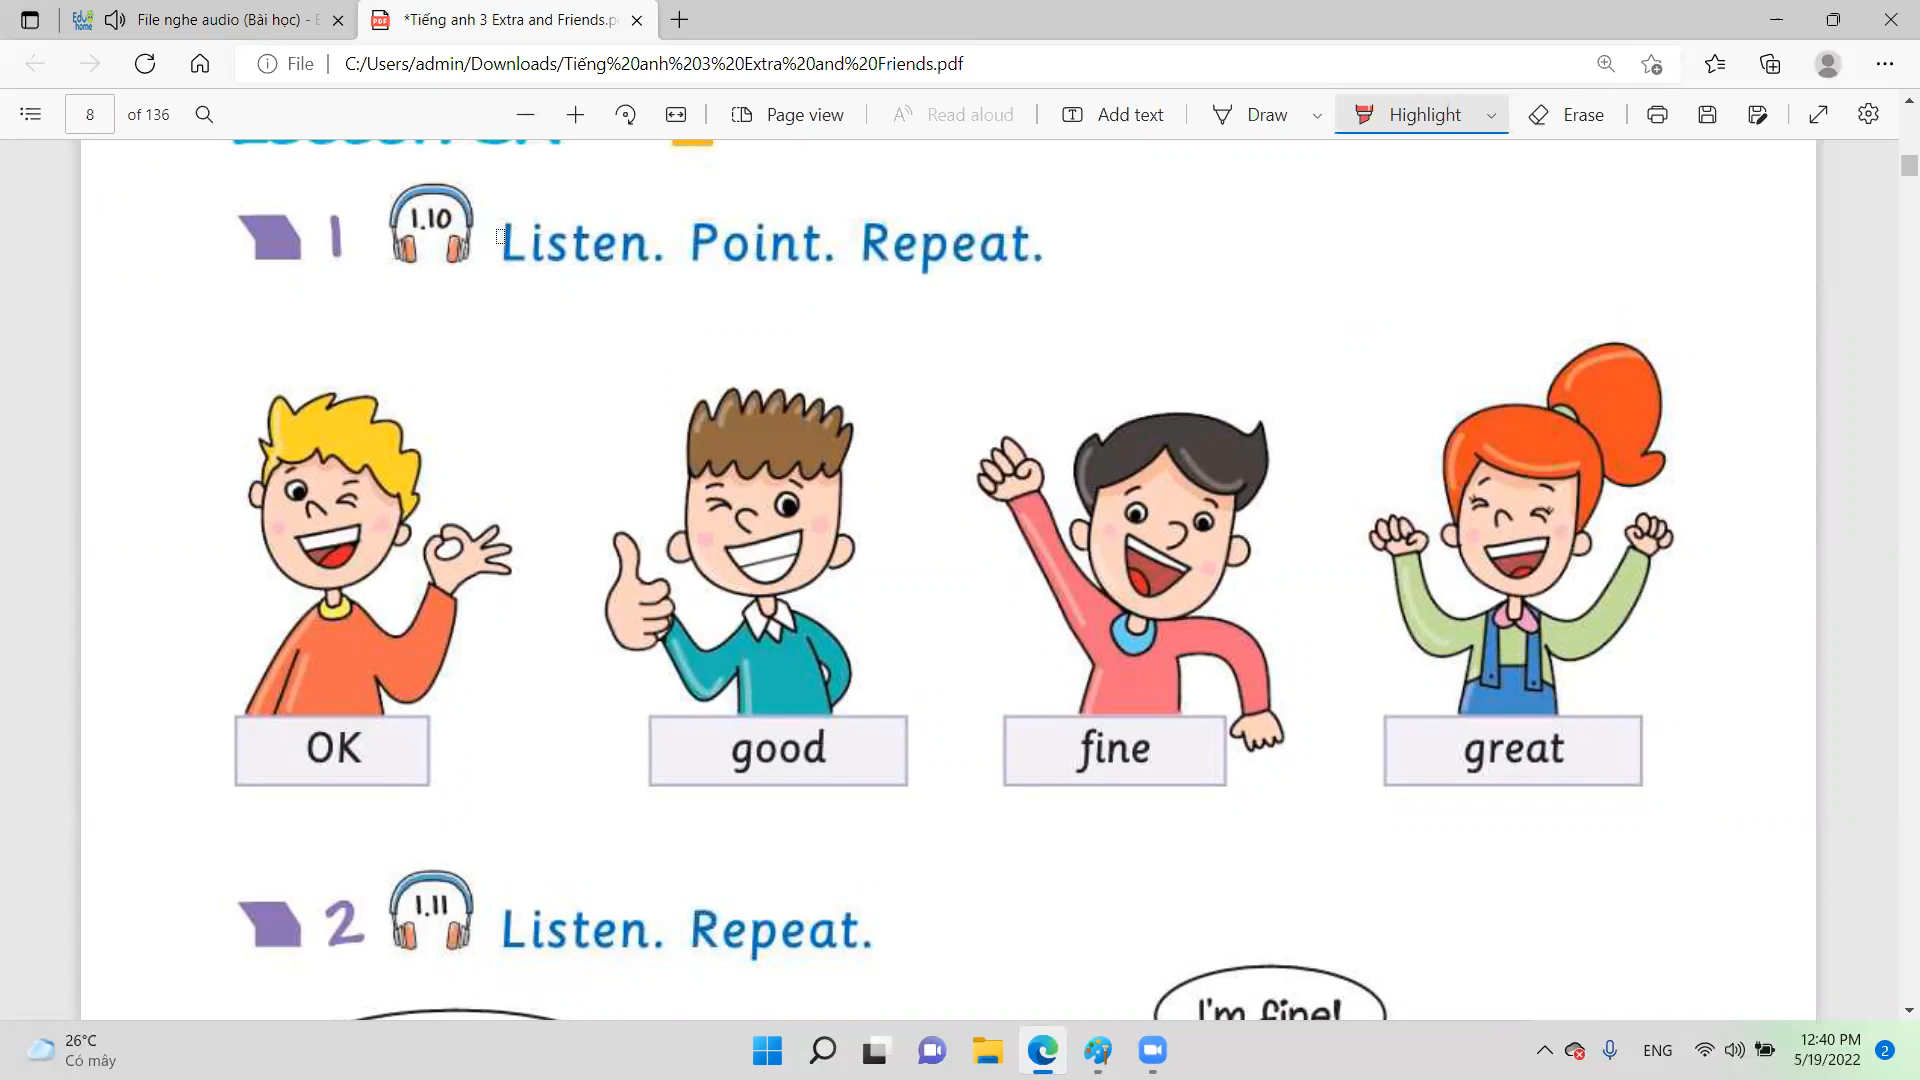 File nghe audio (Bài học) - E
*Tiếng anh 3 Extra and Friends.p
File
C:/Users/admin/Downloads/Tiếng%20anh%203%20Extra%20and%20Friends.pdf
8 of 136
Page view
Read aloud
Add text
Draw
Highlight
Erase
1 1.10 Listen. Point. Repeat.
OK good fine great
2 1.11 Listen. Repeat.
I'm fine!
26°C
Có mây
ENG
12:40 PM
5/19/2022
2